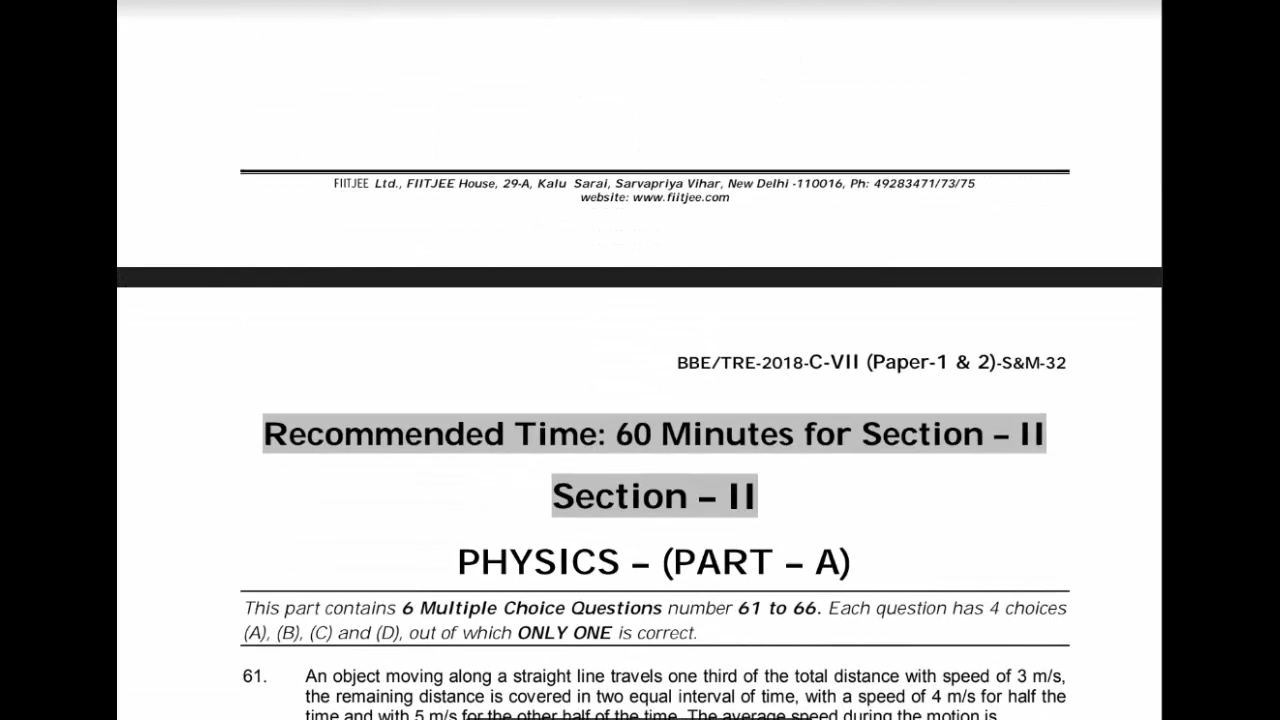 FIITJEE Ltd., FIITJEE House, 29-A, Kalu Sarai, Sarvapriya Vihar, New Delhi -110016, Ph: 49283471/73/75
website: www.fiitjee.com
BBE/TRE-2018-C-VII (Paper-1 & 2)-S&M-32
Recommended Time: 60 Minutes for Section – II
Section – II
PHYSICS – (PART – A)
This part contains 6 Multiple Choice Questions number 61 to 66. Each question has 4 choices
(A), (B), (C) and (D), out of which ONLY ONE is correct.
61. An object moving along a straight line travels one third of the total distance with speed of 3 m/s,
the remaining distance is covered in two equal interval of time, with a speed of 4 m/s for half the
time and with 5 m/s for the other half of the time. The average speed during the motion is